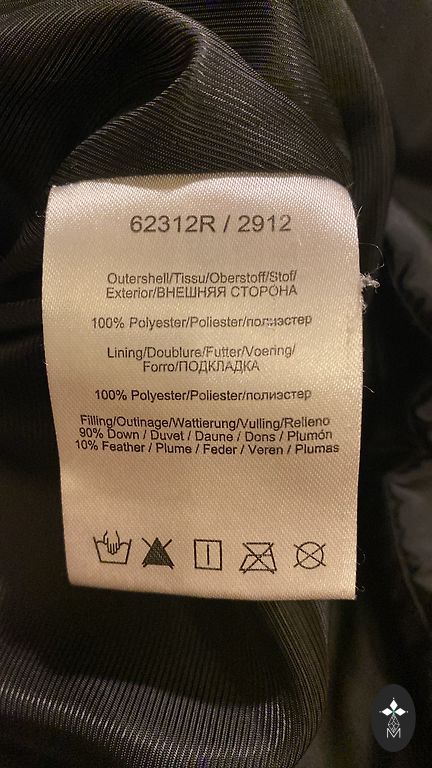 62312R / 2912
Outershell/Tissu/Oberstoff/Stof/
Exterior/ВНЕШНЯЯ СТОРОНА
100% Polyester/Poliester/полиэстер
Lining/Doublure/Futter/Voering/
Forro/ПОДКЛАДКА
100% Polyester/Poliester/полиэстер
Filling/Outinage/Wattierung/Vulling/Relleno
90% Down / Duvet / Daune / Dons / Plumón
10% Feather / Plume / Feder / Veren / Plumas